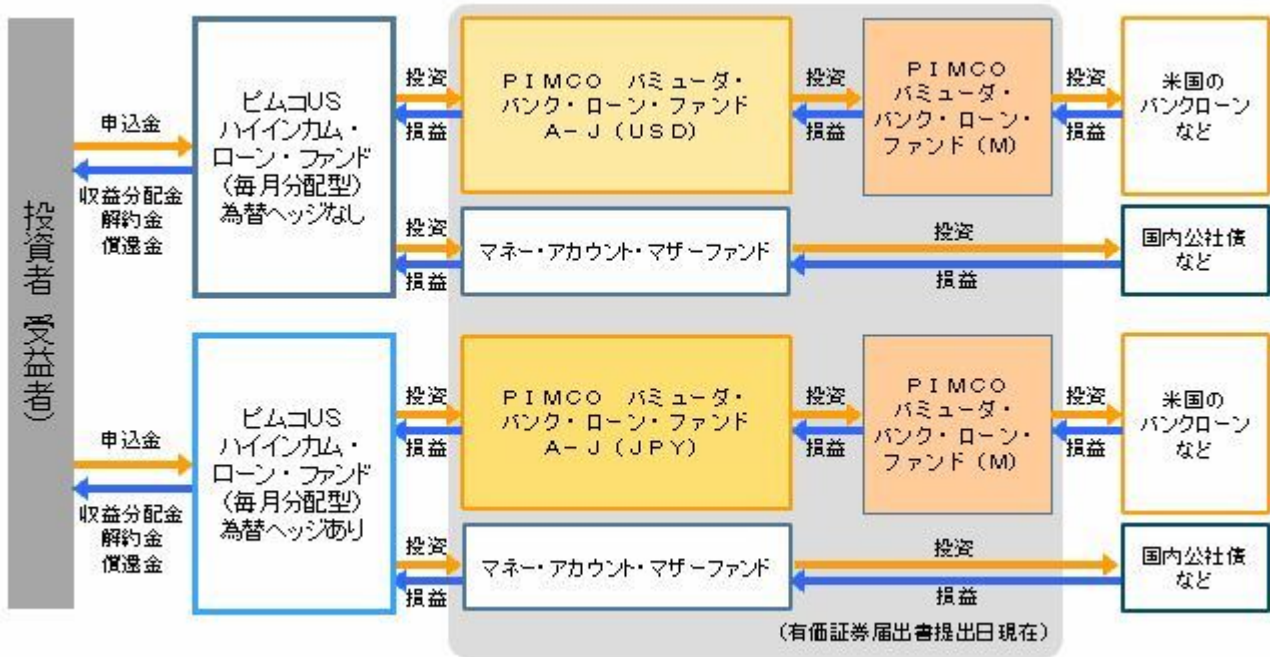 投資者（受益者）
申込金
収益分配金
解約金
償還金
ピムコUS
ハイインカム・
ローン・ファンド
(毎月分配型)
為替ヘッジなし
投資
損益
ＰＩＭＣＯ　バミューダ・
バンク・ローン・ファンド
Ａ－Ｊ（ＵＳＤ）
投資
損益
ＰＩＭＣＯ
バミューダ・
バンク・ローン・
ファンド（Ｍ）
投資
損益
米国の
バンクローン
など
投資
損益
マネー・アカウント・マザーファンド
投資
損益
国内公社債
など
申込金
収益分配金
解約金
償還金
ピムコUS
ハイインカム・
ローン・ファンド
(毎月分配型)
為替ヘッジあり
投資
損益
ＰＩＭＣＯ　バミューダ・
バンク・ローン・ファンド
Ａ－Ｊ（ＪＰＹ）
投資
損益
ＰＩＭＣＯ
バミューダ・
バンク・ローン・
ファンド（Ｍ）
投資
損益
米国の
バンクローン
など
投資
損益
マネー・アカウント・マザーファンド
投資
損益
国内公社債
など
（有価証券届出書提出日現在）